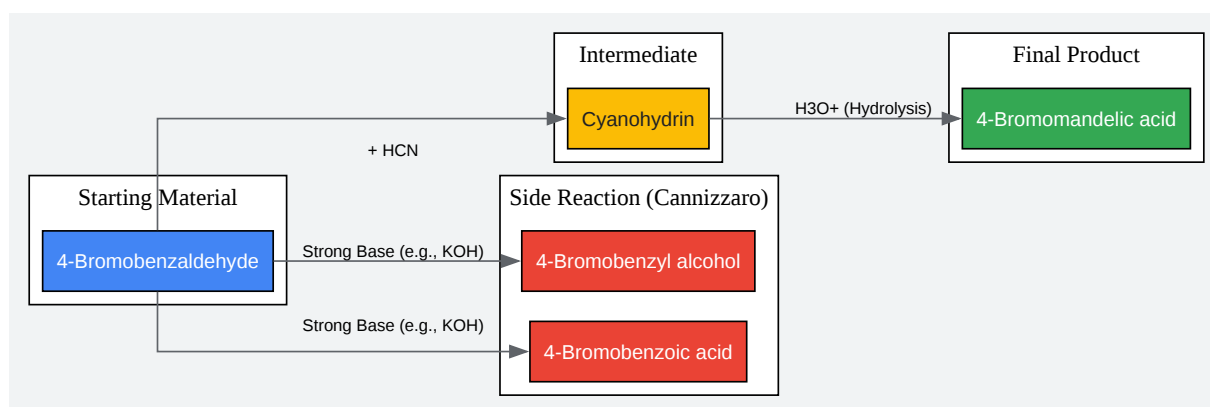 Intermediate
Cyanohydrin
H3O+ (Hydrolysis)
Final Product
4-Bromomandelic acid
+ HCN
Starting Material
4-Bromobenzaldehyde
Strong Base (e.g., KOH)
Strong Base (e.g., KOH)
Side Reaction (Cannizzaro)
4-Bromobenzyl alcohol
4-Bromobenzoic acid